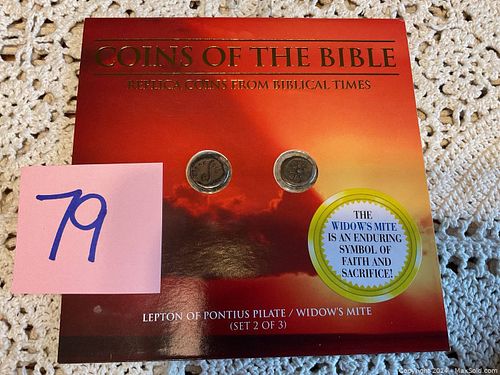 COINS OF THE BIBLE
REPLICA COINS FROM BIBLICAL TIMES
79
THE
WIDOW'S MITE
IS AN ENDURING
SYMBOL OF
FAITH AND
SACRIFICE!
LEPTON OF PONTIUS PILATE / WIDOW'S MITE
(SET 2 OF 3)
Copyright 2024 - MaxSold.com